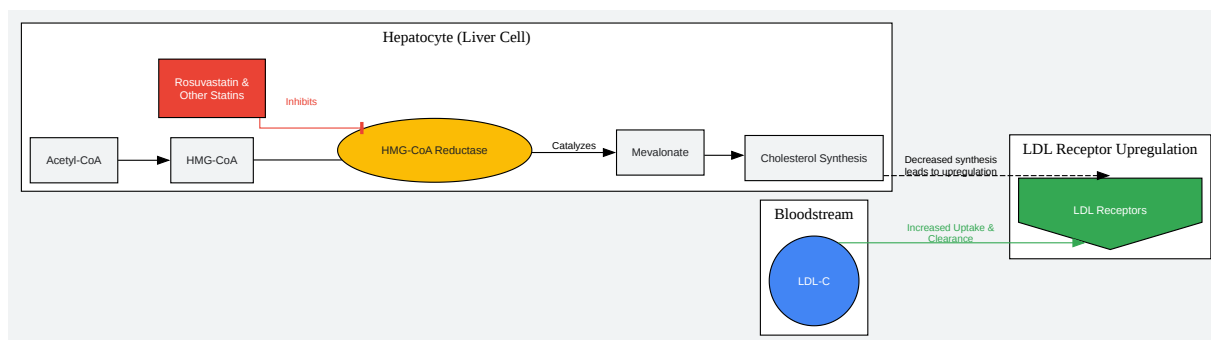 Hepatocyte (Liver Cell)
Rosuvastatin &
Other Statins
Inhibits
Acetyl-CoA
HMG-CoA
HMG-CoA Reductase
Catalyzes
Mevalonate
Cholesterol Synthesis
Decreased synthesis
leads to upregulation
LDL Receptor Upregulation
LDL Receptors
Bloodstream
LDL-C
Increased Uptake &
Clearance